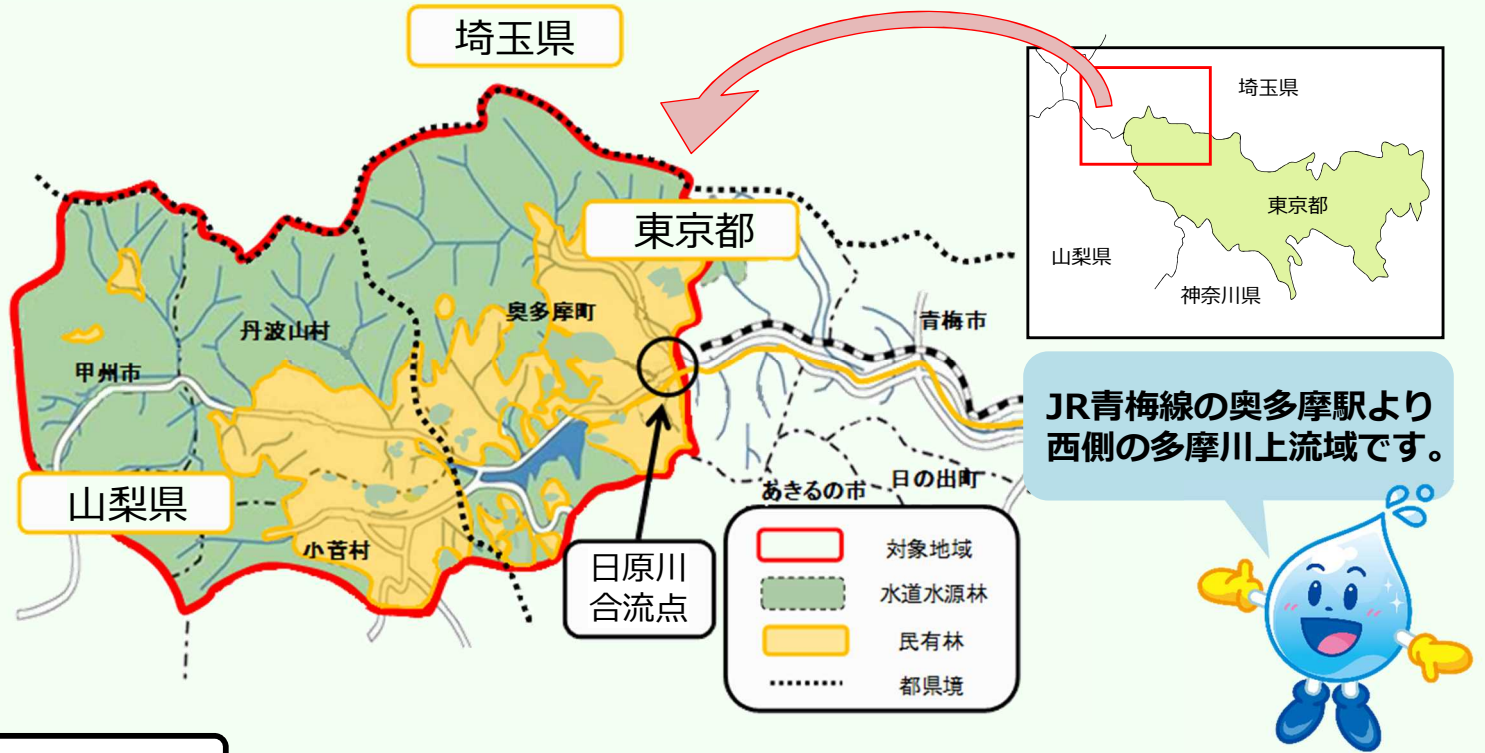 埼玉県
埼玉県
東京都
山梨県
神奈川県
東京都
奥多摩町
丹波山村
青梅市
甲州市
JR青梅線の奥多摩駅より
西側の多摩川上流域です。
山梨県
あきるの市
日の出町
小菅村
日原川
合流点
対象地域
水道水源林
民有林
都県境